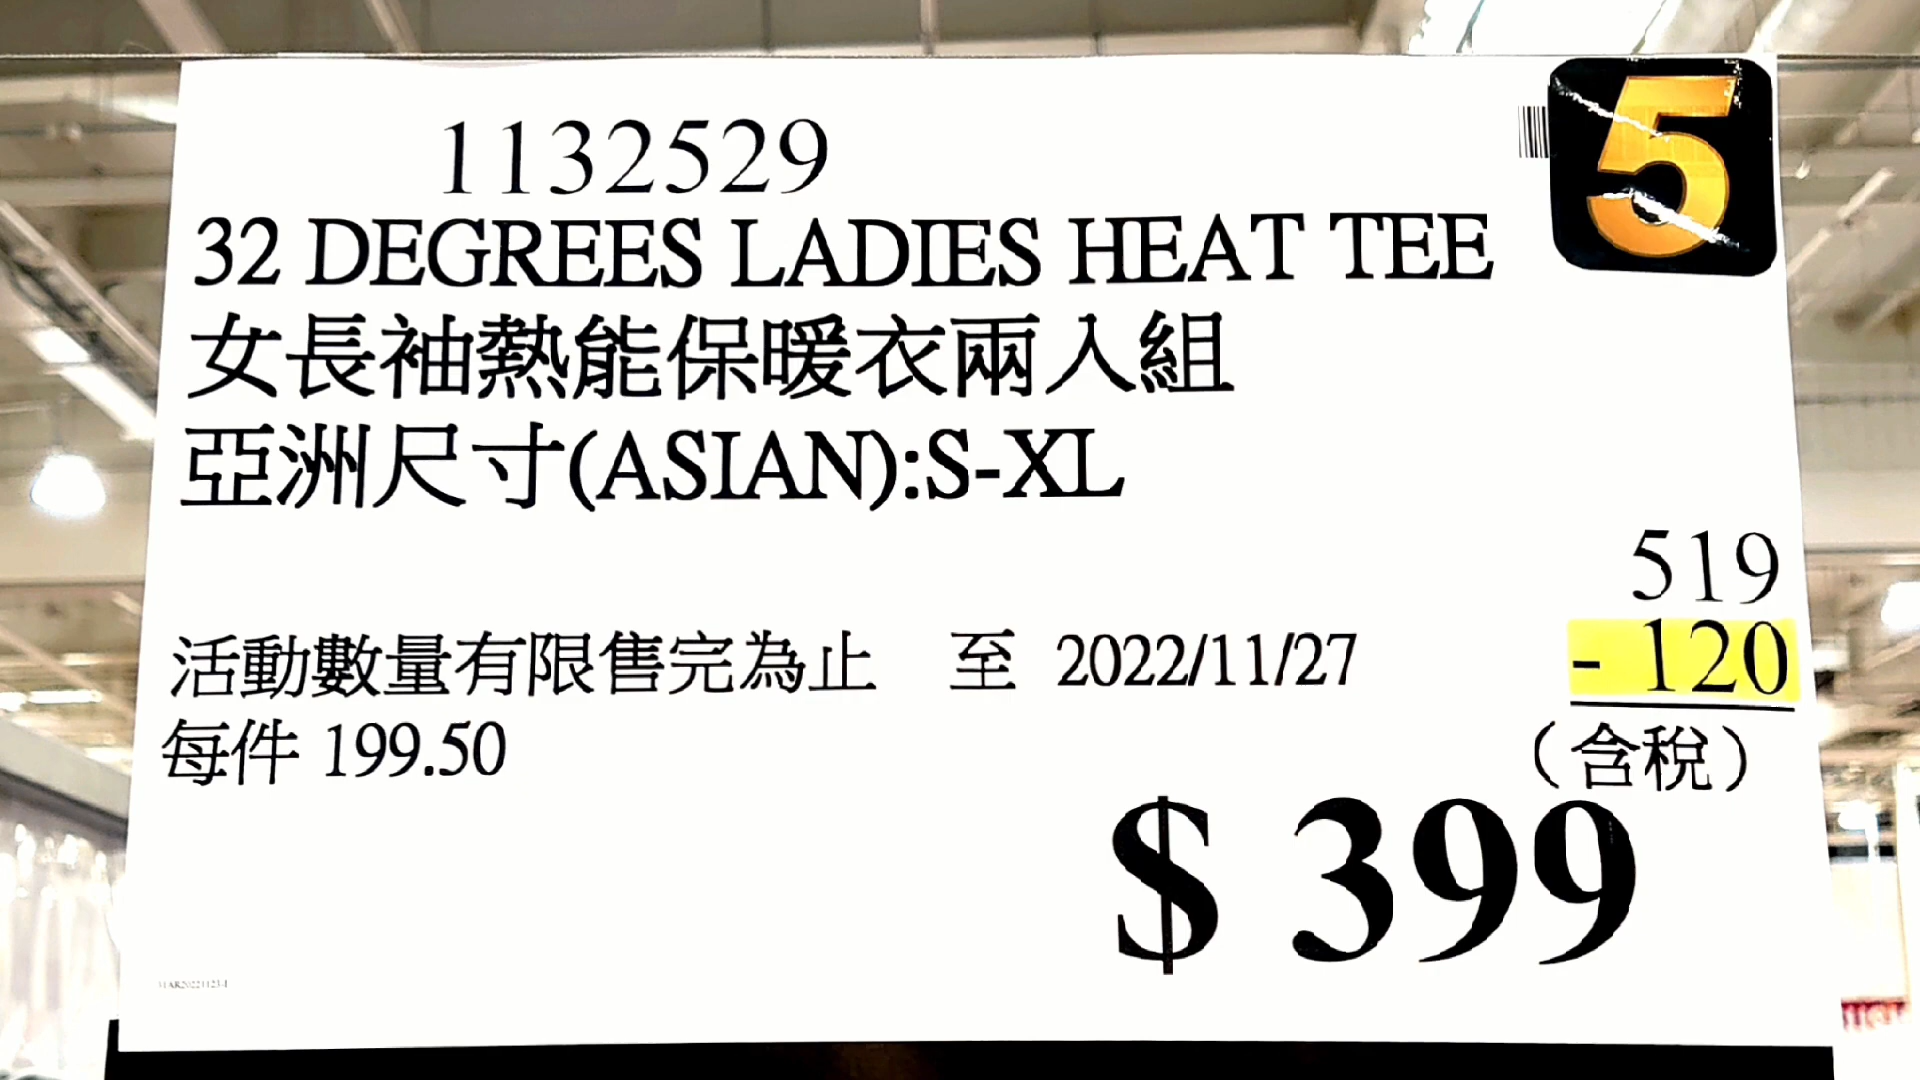 5
1132529
32 DEGREES LADIES HEAT TEE
女長袖熱能保暖衣兩入組
亞洲尺寸(ASIAN):S-XL
519
活動數量有限售完為止 至 2022/11/27
- 120
每件 199.50
（含稅）
$ 399